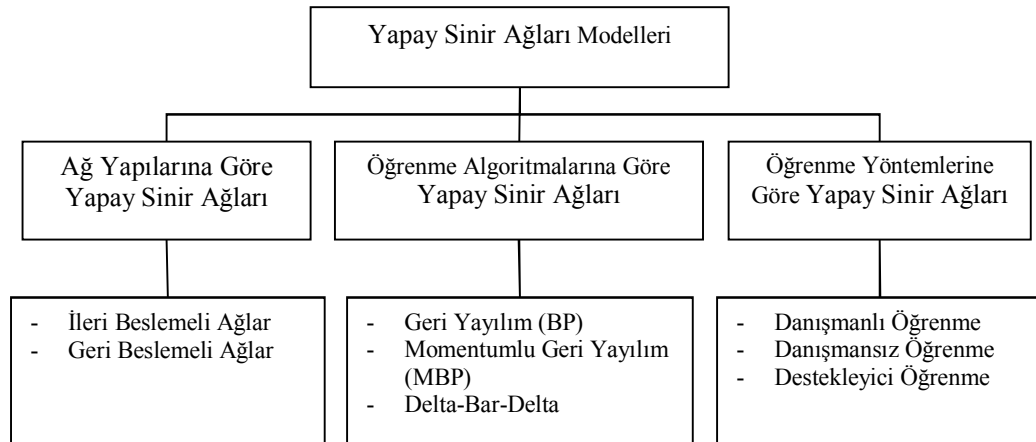 Yapay Sinir Ağları Modelleri
Ağ Yapılarına Göre
Yapay Sinir Ağları
Öğrenme Algoritmalarına Göre
Yapay Sinir Ağları
Öğrenme Yöntemlerine
Göre Yapay Sinir Ağları
- İleri Beslemeli Ağlar
- Geri Beslemeli Ağlar
- Geri Yayılım (BP)
- Momentumlu Geri Yayılım
(MBP)
- Delta-Bar-Delta
- Danışmanlı Öğrenme
- Danışmansız Öğrenme
- Destekleyici Öğrenme